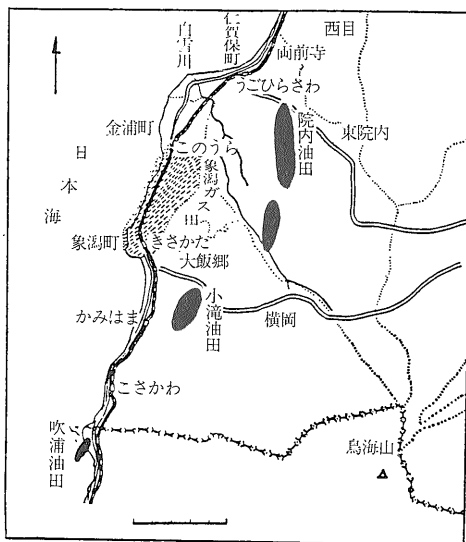 西目
仁賀保町
白雪川
両前寺
うごひらさわ
院内油田
東院内
金浦町
このうら
象潟ガス田
日本海
象潟町
きさかた
大飯郷
小滝油田
横岡
かみはま
こさかわ
吹浦油田
鳥海山